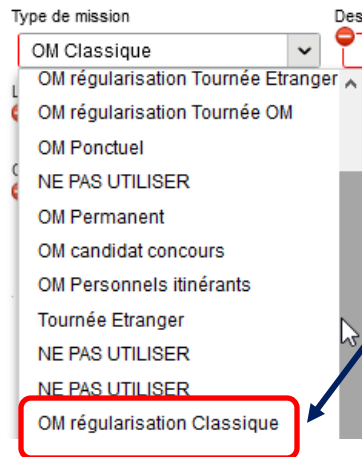 Type de mission Des
OM Classique
OM régularisation Tournée Etranger
OM régularisation Tournée OM
OM Ponctuel
NE PAS UTILISER
OM Permanent
OM candidat concours
OM Personnels itinérants
Tournée Etranger
NE PAS UTILISER
NE PAS UTILISER
OM régularisation Classique